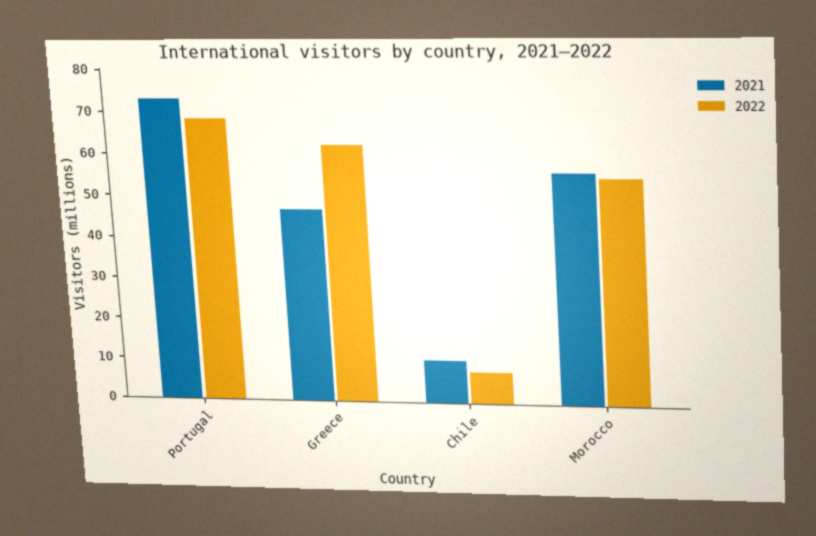 International visitors by country, 2021–2022
2021
2022
Visitors (millions)
80
70
60
50
40
30
20
10
0
Portugal
Greece
Chile
Morocco
Country